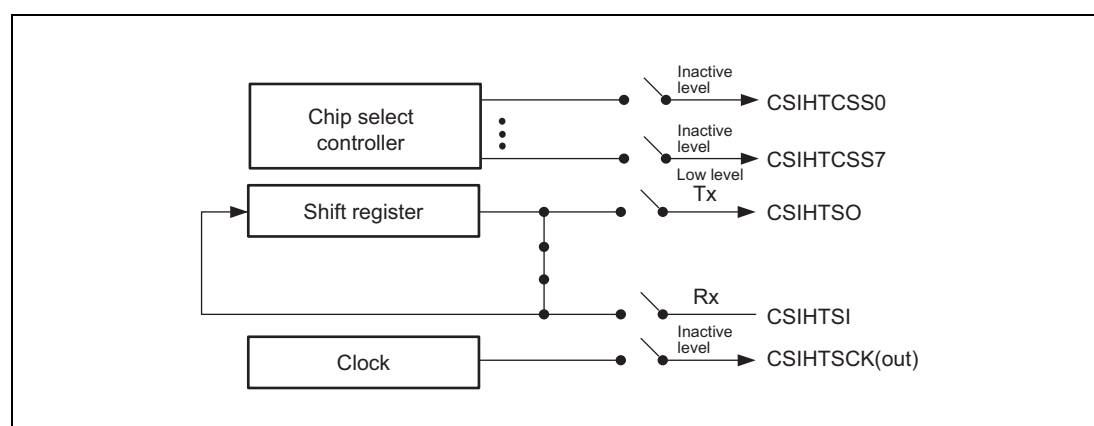 Chip select
controller
Inactive
level
CSIHTCSS0
Inactive
level
CSIHTCSS7
Shift register
Low level
Tx
CSIHTSO
Rx
CSIHTSI
Clock
Inactive
level
CSIHTSCK(out)